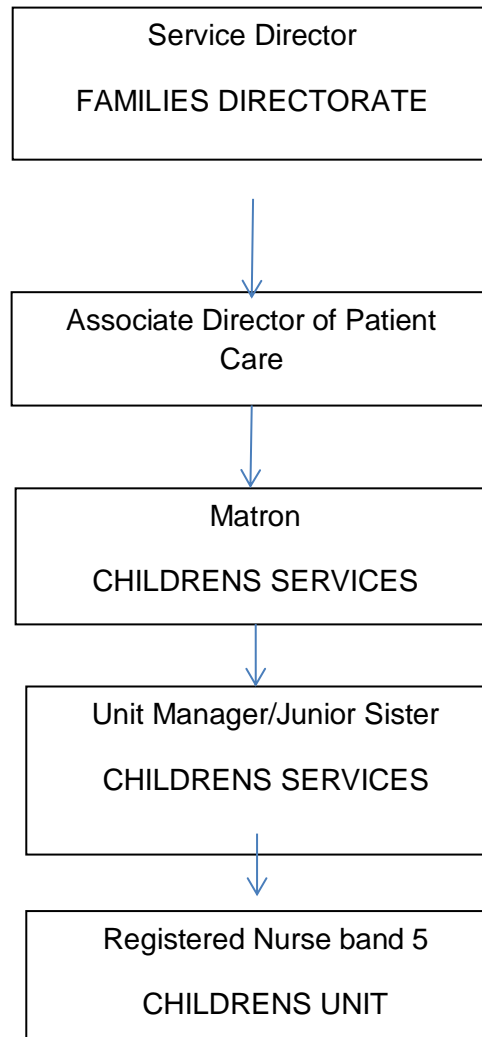 Service Director
FAMILIES DIRECTORATE
Associate Director of Patient
Care
Matron
CHILDRENS SERVICES
Unit Manager/Junior Sister
CHILDRENS SERVICES
Registered Nurse band 5
CHILDRENS UNIT